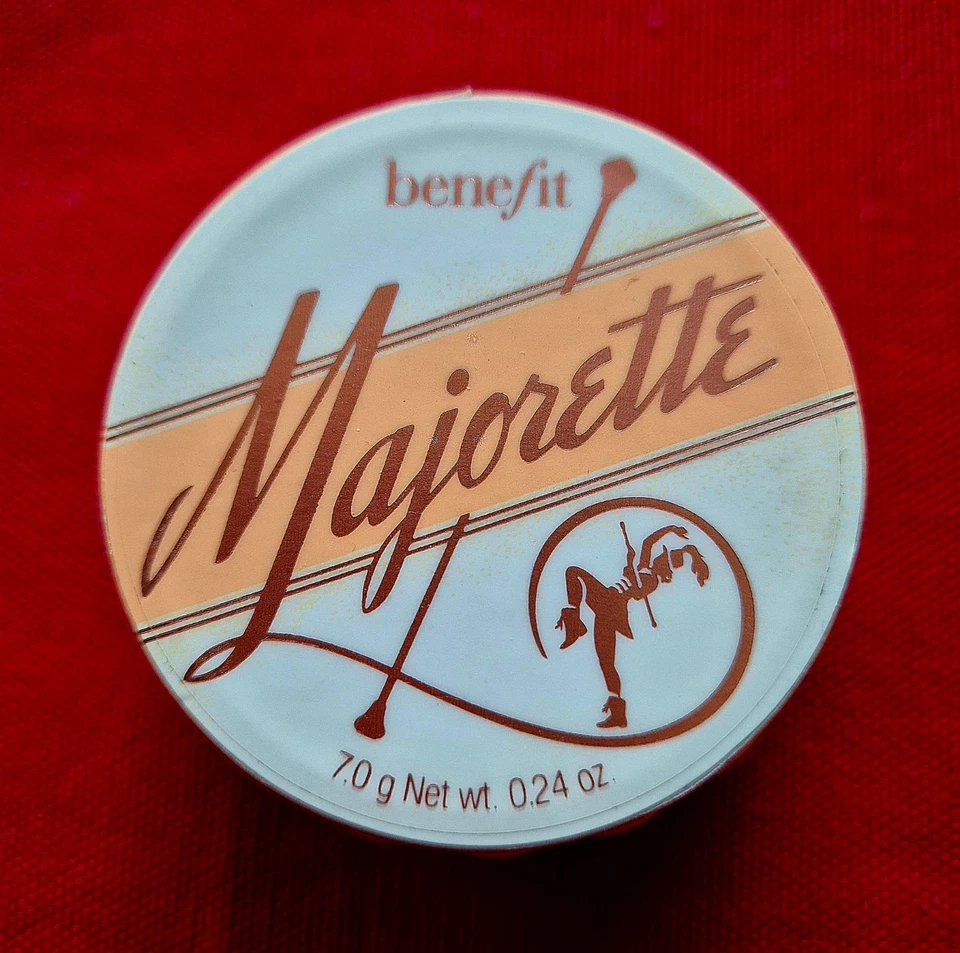 benefit
Majorette
7.0 g Net wt. 0.24 oz.